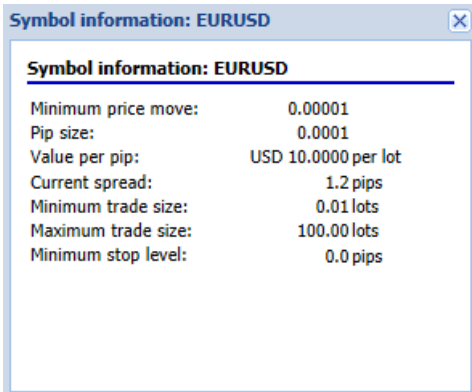 Symbol information: EURUSD
Symbol information: EURUSD
Minimum price move: 0.00001
Pip size: 0.0001
Value per pip: USD 10.0000 per lot
Current spread: 1.2 pips
Minimum trade size: 0.01 lots
Maximum trade size: 100.00 lots
Minimum stop level: 0.0 pips